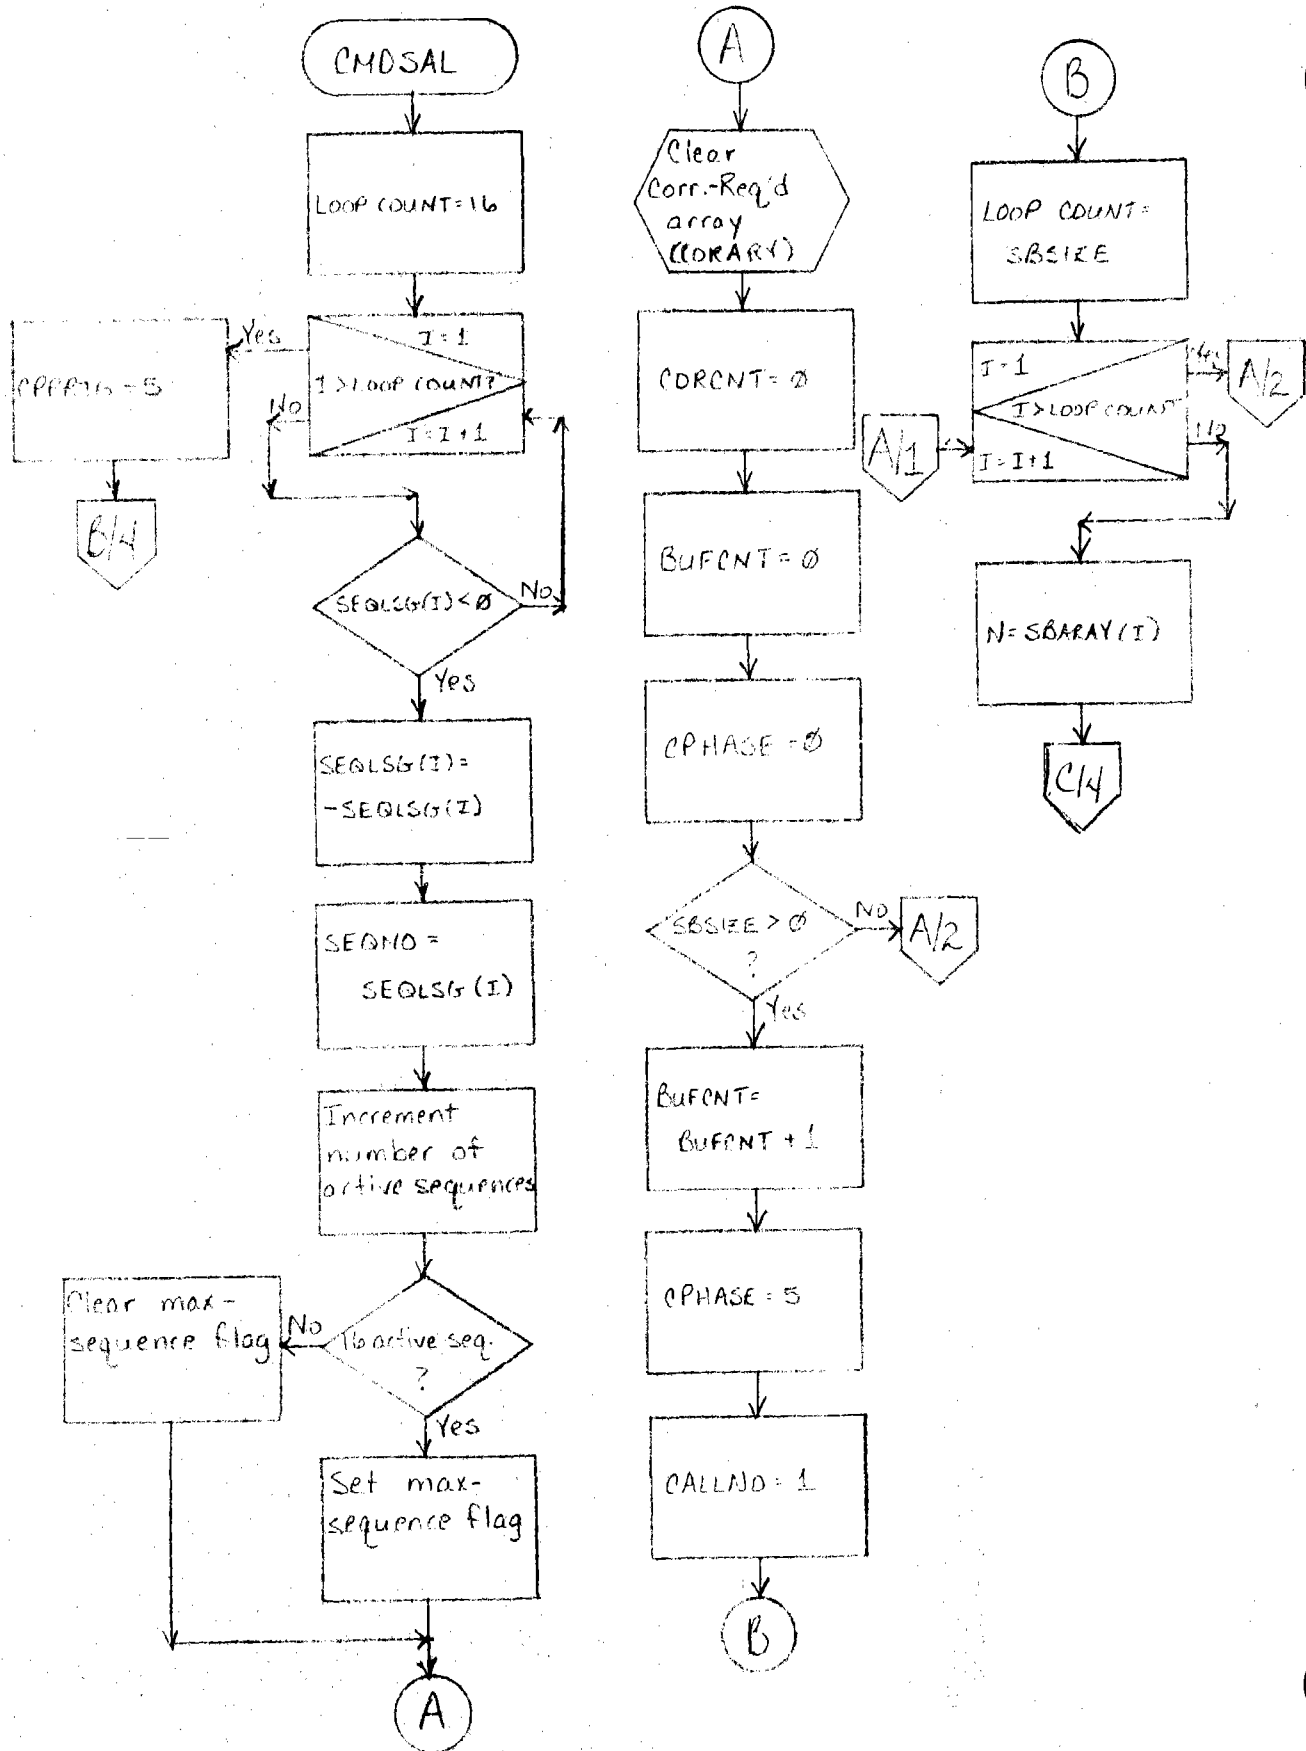 CMDSAL
LOOP COUNT=16
I=1
I>LOOP COUNT?
I=I+1
Yes
No
= 5
B/4
SEQLSG(I)<Ø
No
Yes
SEQLSG(I)=
-SEQLSG(I)
SEQNO =
SEQLSG(I)
Increment
number of
active sequences
16 active seq.
?
No
Clear max-
sequence flag
Yes
Set max-
sequence flag
A
A
Clear
Corr.-Req'd
array
(CORARY)
CORCNT=Ø
BUFCNT=Ø
CPHASE=Ø
SBSIZE>Ø
?
NO
A/2
Yes
BUFCNT=
BUFCNT+1
CPHASE=5
CALLNO=1
B
B
LOOP COUNT=
SBSIZE
I=1
I>LOOP COUNT
I=I+1
Yes
A/2
No
A/1
N=SBARAY(I)
C/4